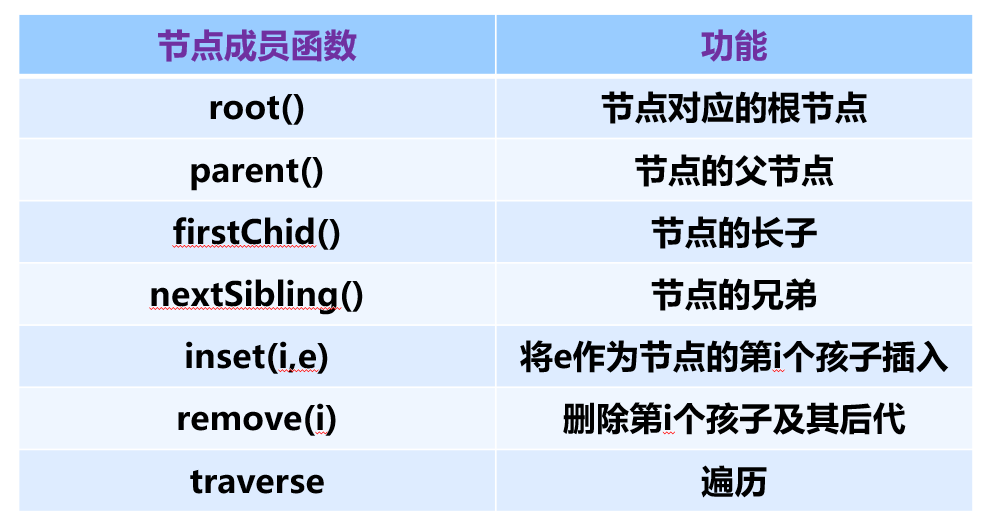 节点成员函数 功能
root() 节点对应的根节点
parent() 节点的父节点
firstChid() 节点的长子
nextSibling() 节点的兄弟
inset(i,e) 将e作为节点的第i个孩子插入
remove(i) 删除第i个孩子及其后代
traverse 遍历